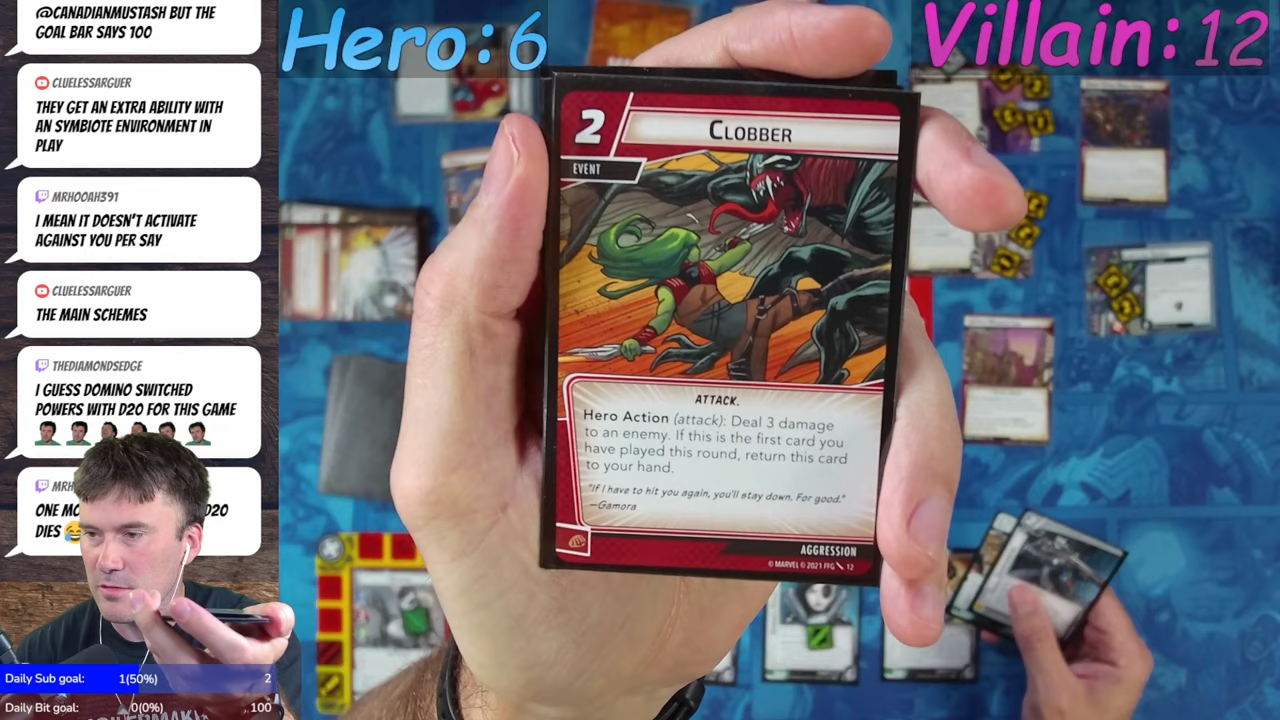 @CANADIANMUSTASH BUT THE
GOAL BAR SAYS 100
CLUELESSARGUER
THEY GET AN EXTRA ABILITY WITH
AN SYMBIOTE ENVIRONMENT IN
PLAY
MRHOOAH391
I MEAN IT DOESN'T ACTIVATE
AGAINST YOU PER SAY
CLUELESSARGUER
THE MAIN SCHEMES
THEDIAMONDSEDGE
I GUESS DOMINO SWITCHED
POWERS WITH D20 FOR THIS GAME
DIES
Daily Sub goal: 1(50%) 2
Daily Bit goal: 0(0%) 100
Hero: 6
Villain: 12
2
CLOBBER
EVENT
ATTACK.
Hero Action (attack): Deal 3 damage
to an enemy. If this is the first card you
have played this round, return this card
to your hand.
"If I have to hit you again, you'll stay down. For good."
—Gamora
AGGRESSION
© MARVEL © 2021 FFG 12